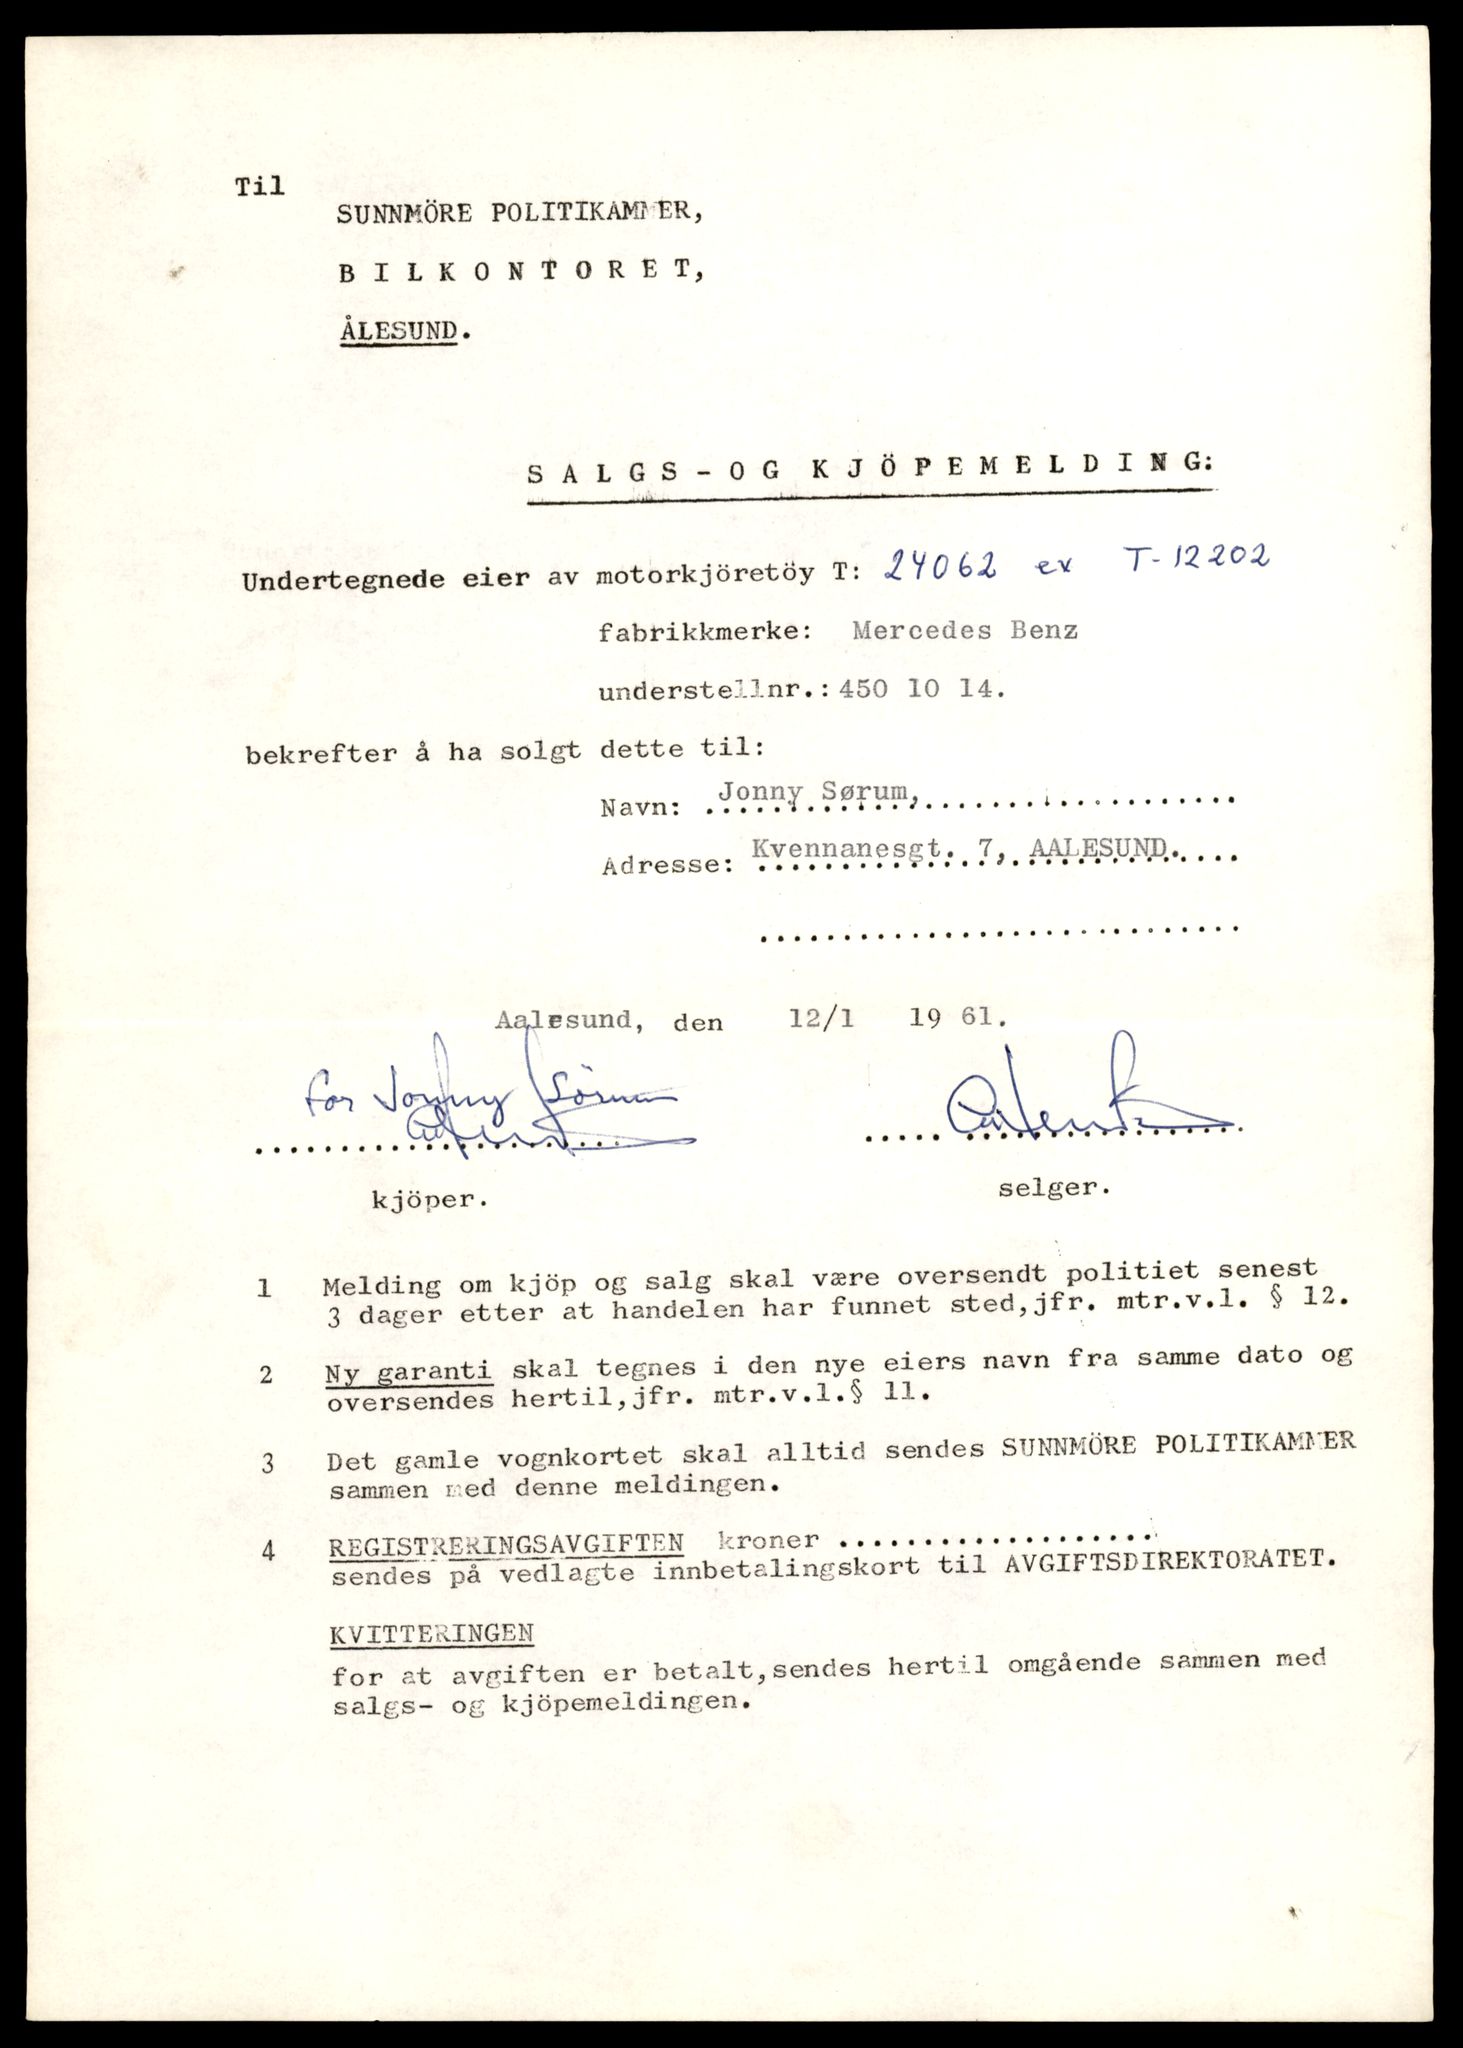 Til
SUNNMÖRE POLITIKAMMER,
BILKONTORET,
ÅLESUND.
SALGS - OG KJÖPEMELDING:
Undertegnede eier av motorkjöretöy T: 24062 ex T-12202
fabrikkmerke: Mercedes Benz
understellnr.: 450 10 14.
bekrefter å ha solgt dette til:
Navn: Jonny Sørum,
Adresse: Kvennanesgt. 7, AALESUND.
Aalesund, den 12/1 19 61.
for Jonny Sörum
kjöper.
selger.
1 Melding om kjöp og salg skal være oversendt politiet senest
3 dager etter at handelen har funnet sted,jfr. mtr.v.l. § 12.
2 Ny garanti skal tegnes i den nye eiers navn fra samme dato og
oversendes hertil,jfr. mtr.v.l.§ 11.
3 Det gamle vognkortet skal alltid sendes SUNNMÖRE POLITIKAMMER
sammen med denne meldingen.
4 REGISTRERINGSAVGIFTEN kroner ...................
sendes på vedlagte innbetalingskort til AVGIFTSDIREKTORATET.
KVITTERINGEN
for at avgiften er betalt,sendes hertil omgående sammen med
salgs- og kjöpemeldingen.